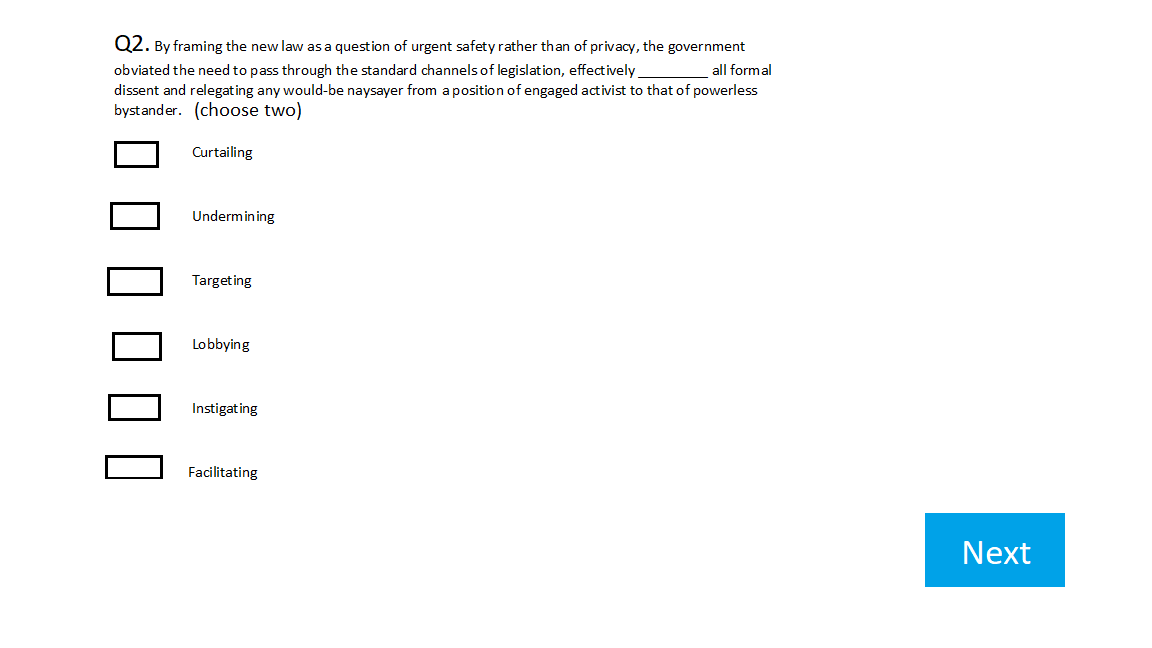 Q2. By framing the new law as a question of urgent safety rather than of privacy, the government
obviated the need to pass through the standard channels of legislation, effectively __________ all formal
dissent and relegating any would-be naysayer from a position of engaged activist to that of powerless
bystander. (choose two)
Curtailing
Undermining
Targeting
Lobbying
Instigating
Facilitating
Next